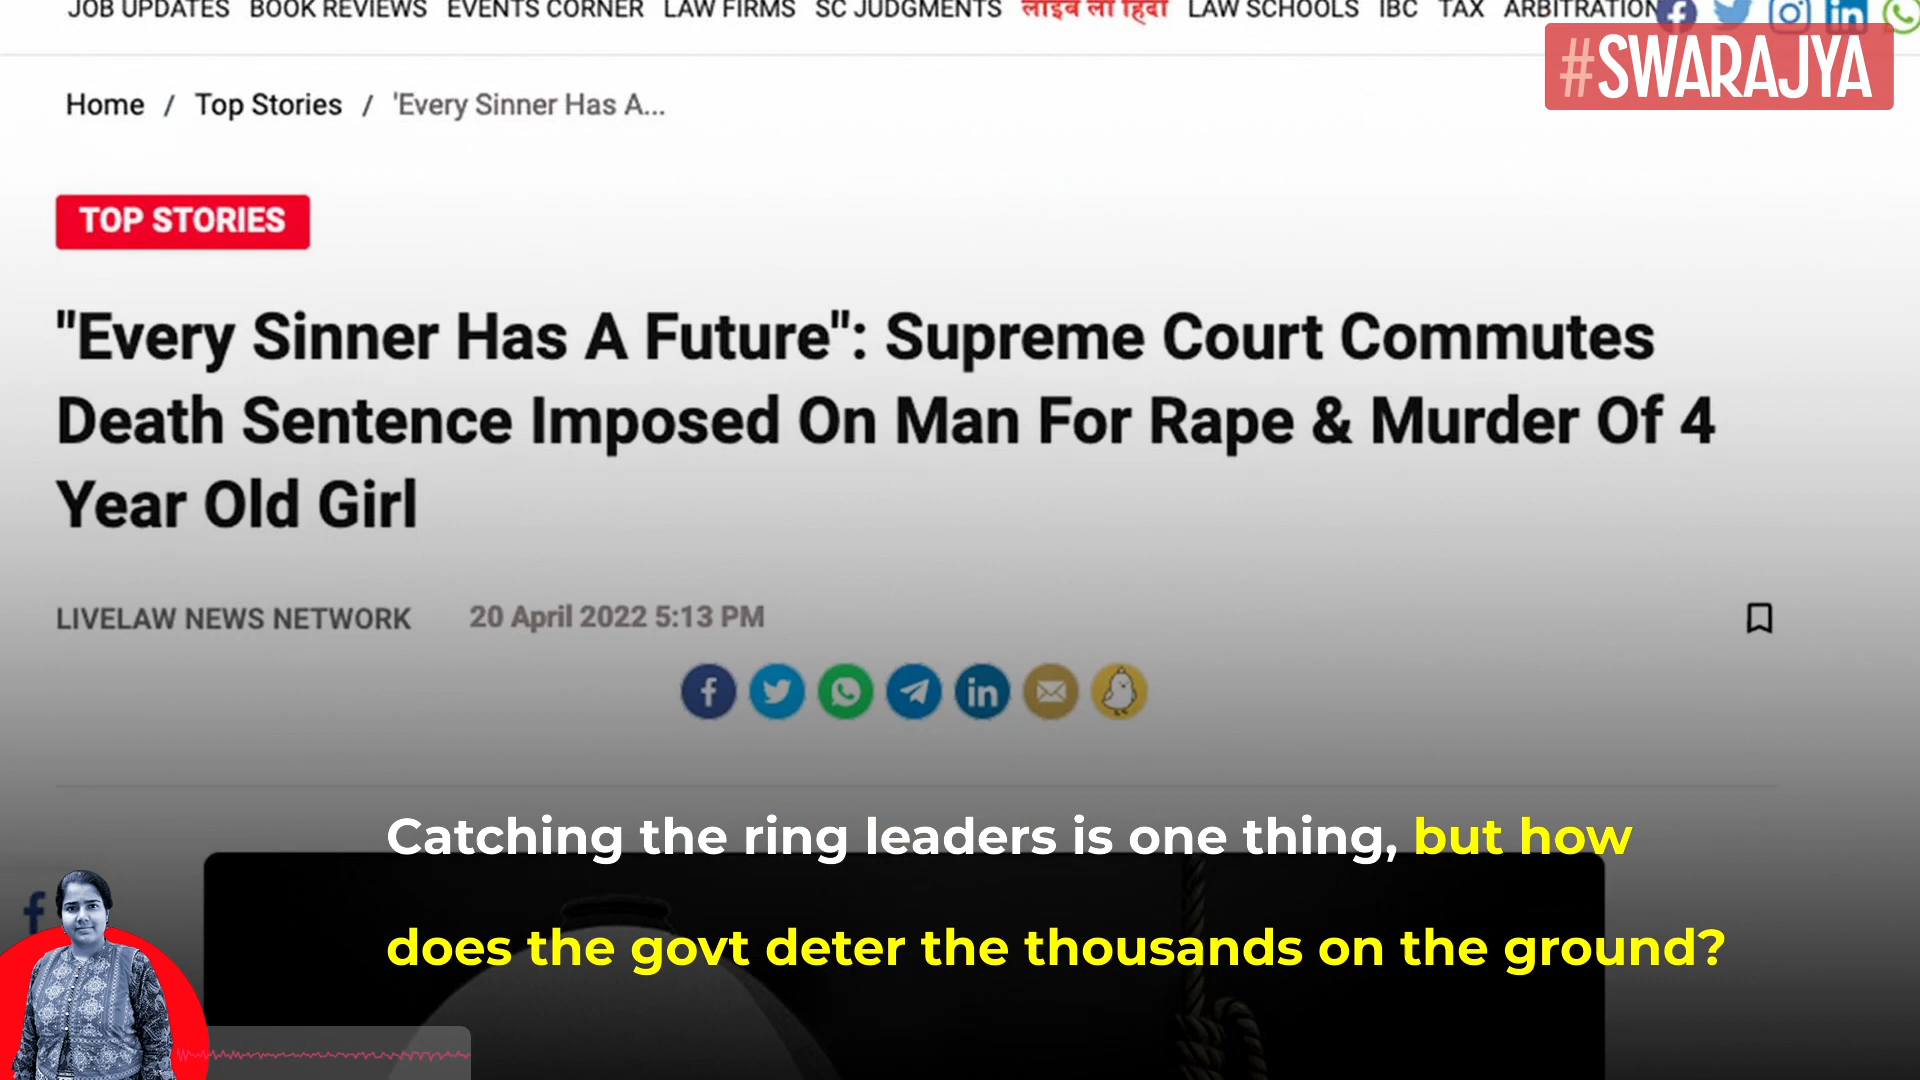 JOB UPDATES BOOK REVIEWS EVENTS CORNER LAW FIRMS SC JUDGMENTS लाइव लॉ हिंदी LAW SCHOOLS IBC TAX ARBITRATION
#SWARAJYA
Home / Top Stories / 'Every Sinner Has A...
TOP STORIES
"Every Sinner Has A Future": Supreme Court Commutes
Death Sentence Imposed On Man For Rape & Murder Of 4
Year Old Girl
LIVELAW NEWS NETWORK 20 April 2022 5:13 PM
Catching the ring leaders is one thing, but how
does the govt deter the thousands on the ground?